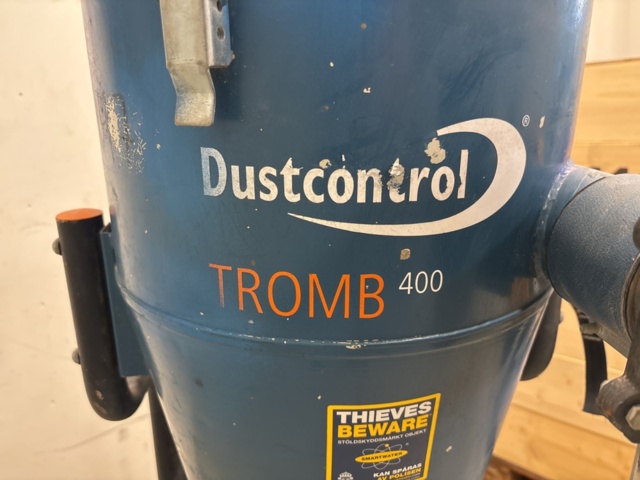 Dustcontrol®
TROMB 400
THIEVES
BEWARE
STÖLDSKYDDSMÄRKT OBJEKT
SMARTWATER
KAN SPÅRAS
AV POLISEN